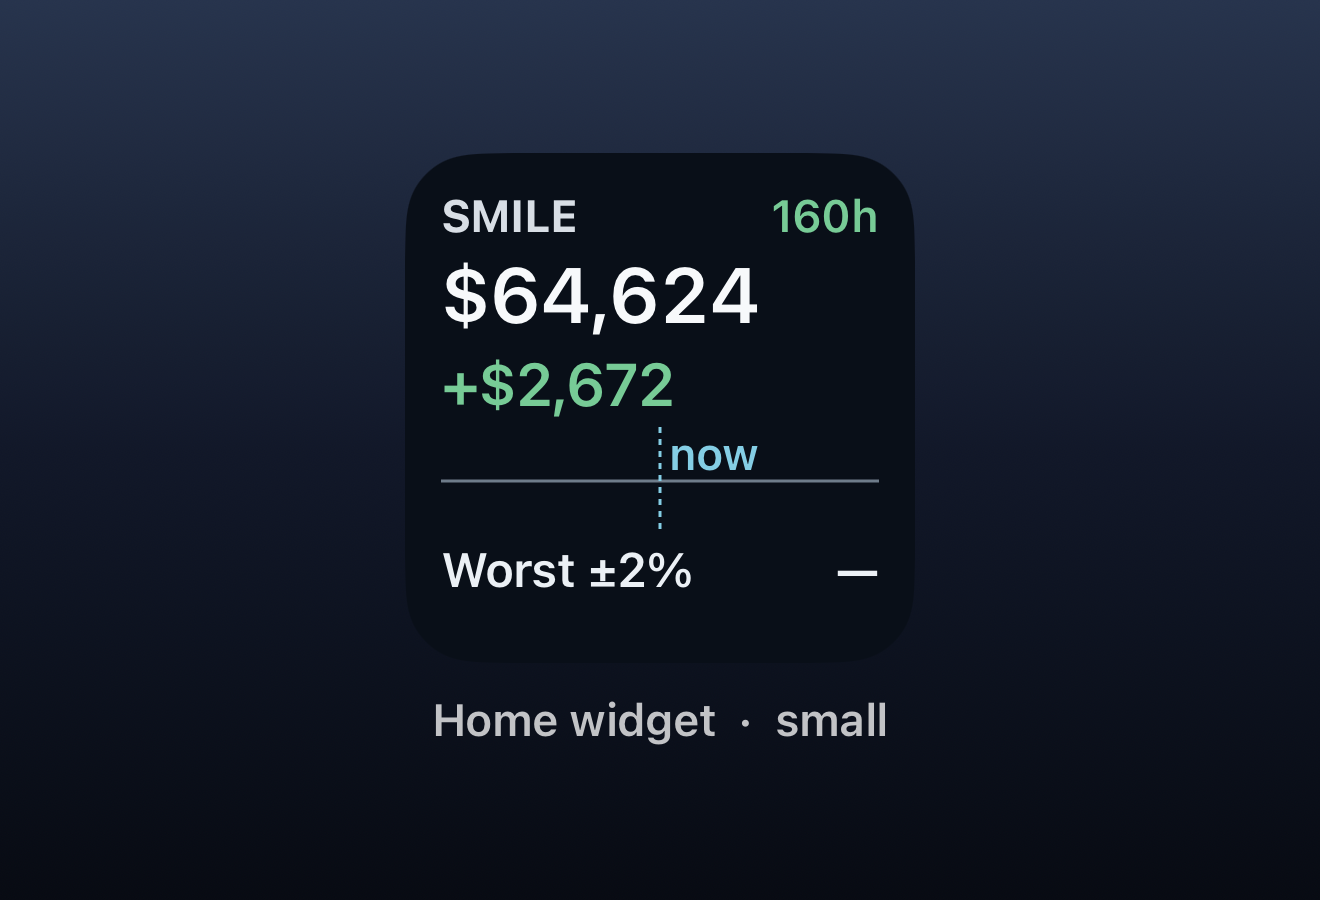 SMILE 160h
$64,624
+$2,672
now
Worst ±2% —
Home widget · small